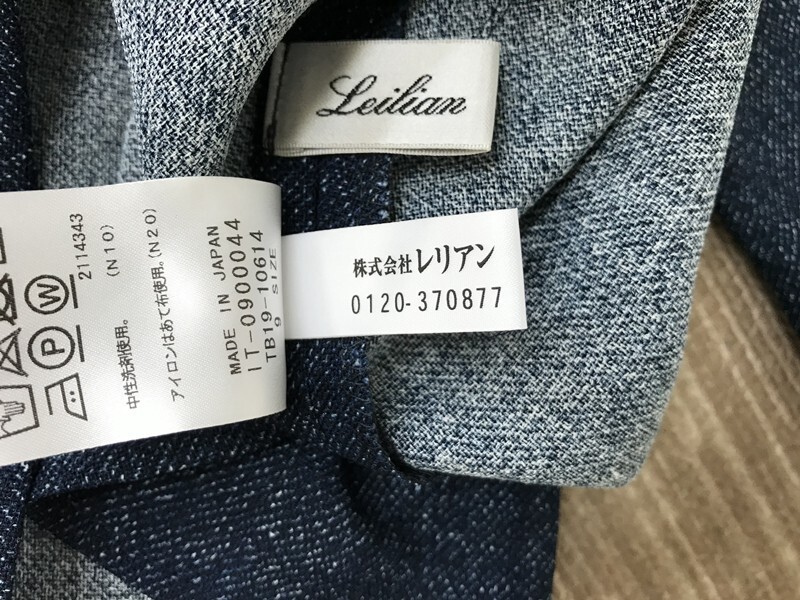 Leilian
株式会社レリアン
0120-370877
MADE IN JAPAN
IT-0900044
TB19-10614
9 SIZE
アイロンはあて布使用。(N20)
中性洗剤使用。 (N10)
2114343
W
P